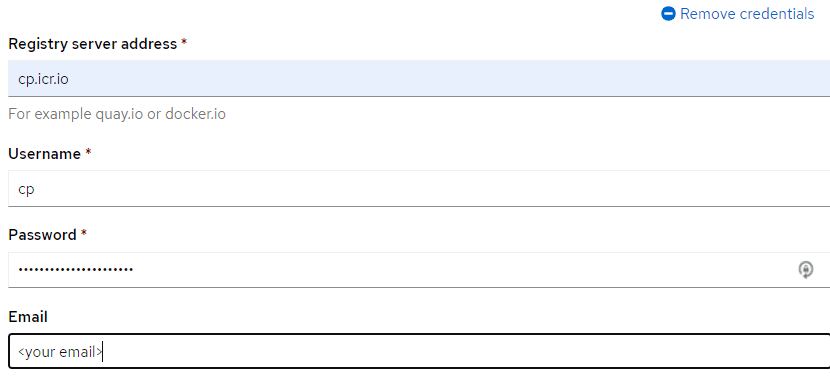 Remove credentials
Registry server address *
cp.icr.io
For example quay.io or docker.io
Username *
cp
Password *
••••••••••••••••••••••
Email
<your email>